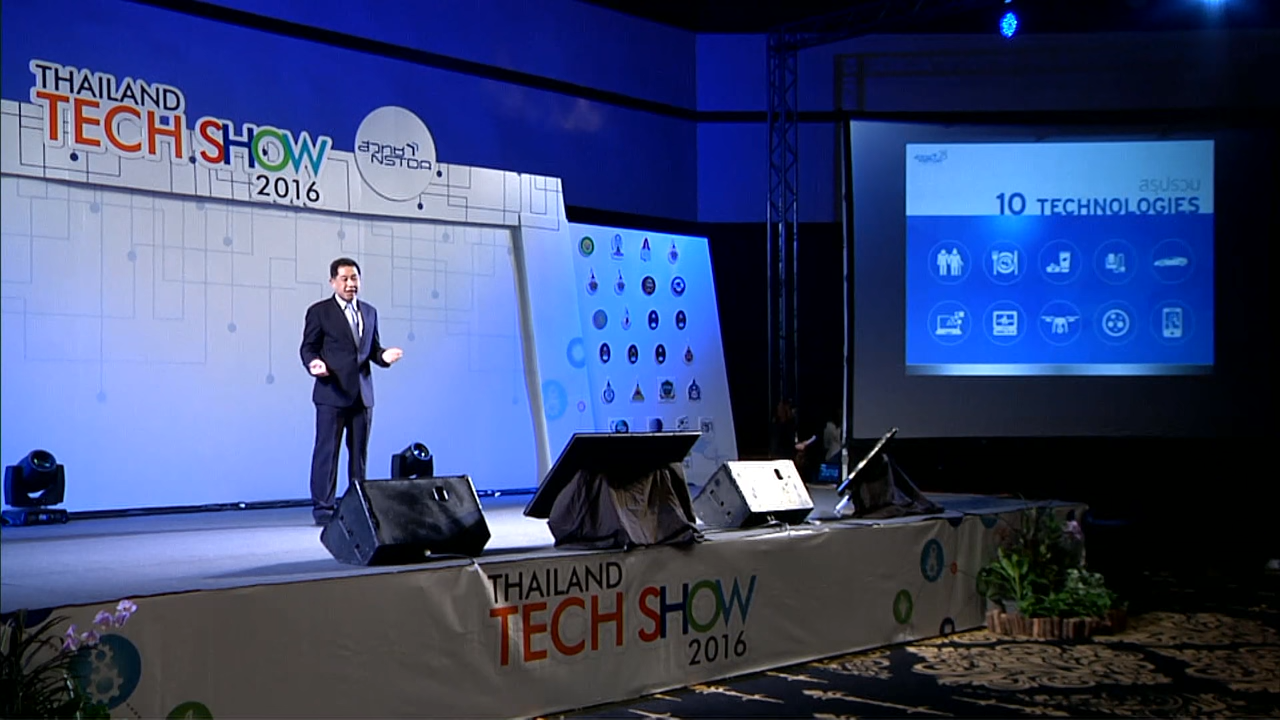 THAILAND
TECH SHOW
2016
สวทช
NSTDA
สรุปรวม
10 TECHNOLOGIES
THAILAND
TECH SHOW
2016